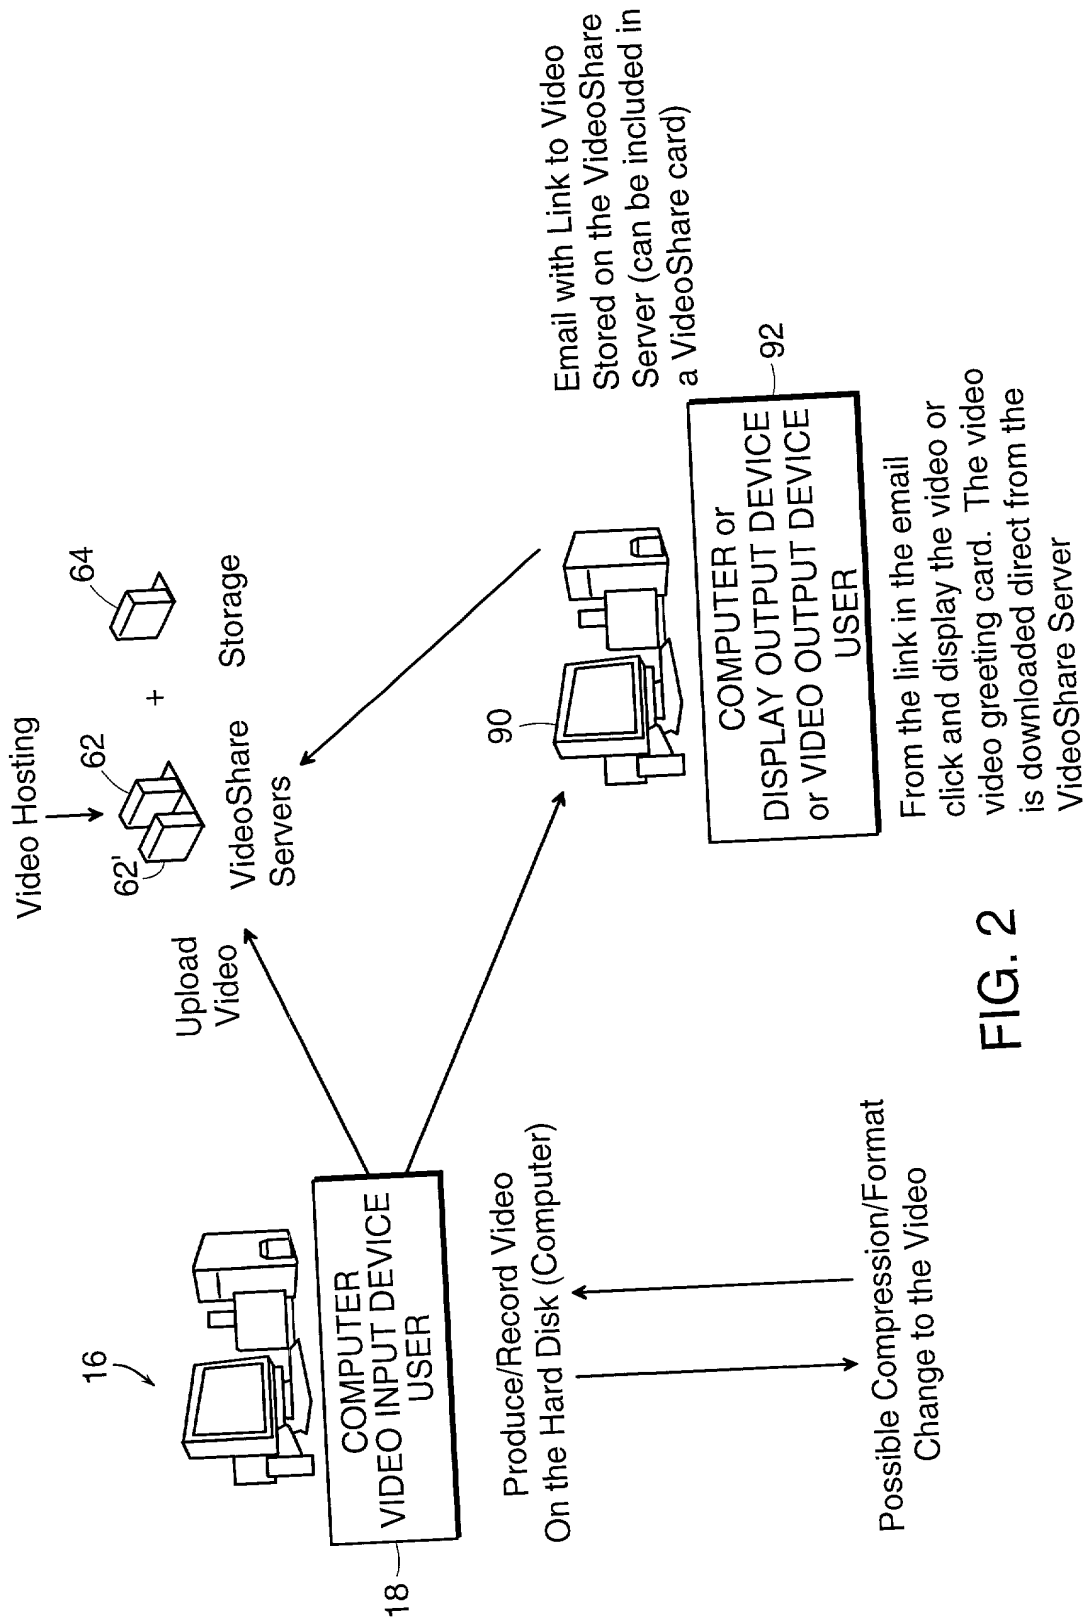 Video Hosting
62
62'
+
64
VideoShare
Servers
Storage
Upload
Video
16
COMPUTER
VIDEO INPUT DEVICE
USER
18
Produce/Record Video
On the Hard Disk (Computer)
Possible Compression/Format
Change to the Video
90
Email with Link to Video
Stored on the VideoShare
Server (can be included in
a VideoShare card)
COMPUTER or
DISPLAY OUTPUT DEVICE
or VIDEO OUTPUT DEVICE
USER
92
From the link in the email
click and display the video or
video greeting card. The video
is downloaded direct from the
VideoShare Server
FIG. 2